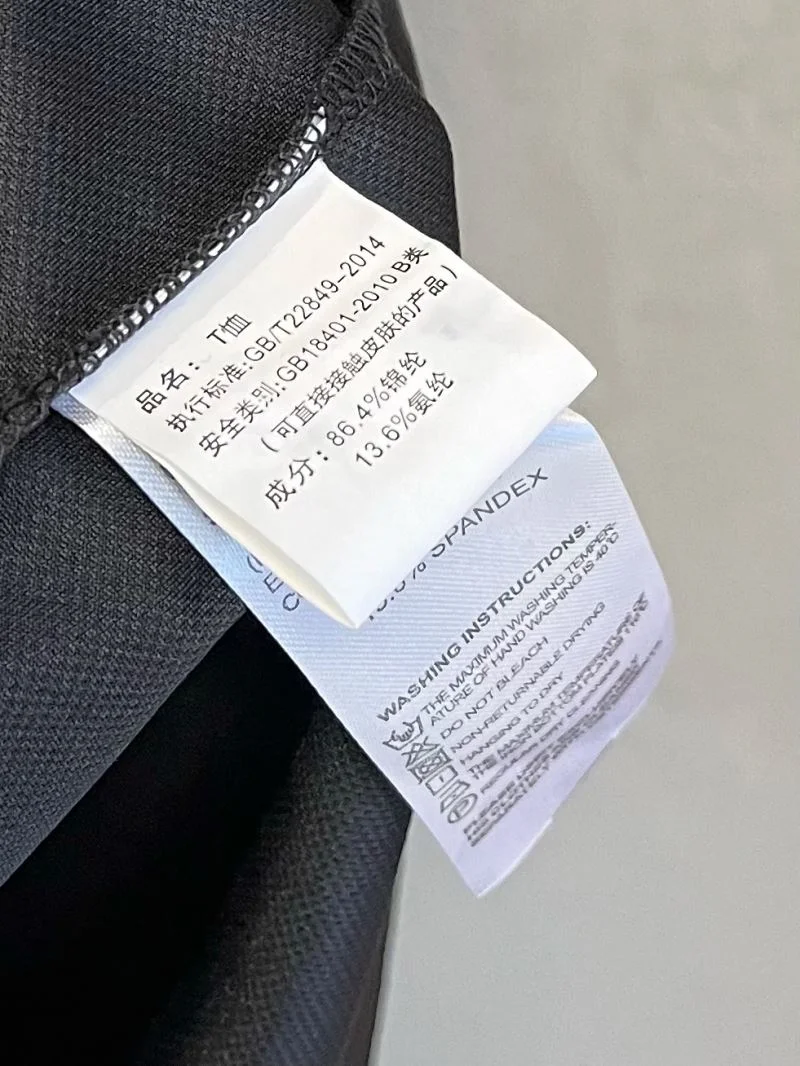 品名：T恤
执行标准:GB/T22849-2014
安全类别:GB18401-2010 B类
(可直接接触皮肤的产品)
成分：86.4%锦纶
13.6%氨纶
% SPANDEX
WASHING INSTRUCTIONS:
THE MAXIMUM WASHING TEMPER-
ATURE OF HAND WASHING IS 40°C
DO NOT BLEACH
NON-RETURNABLE DRYING
HANGING TO DRY
THE MAXIMUM